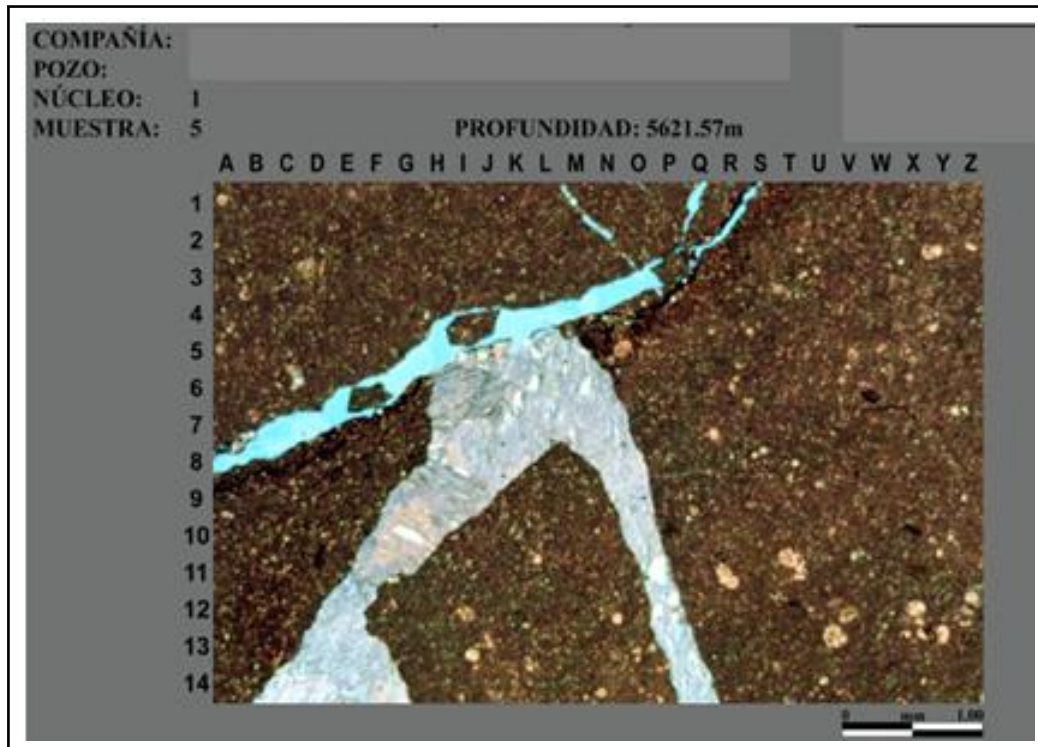 COMPAÑÍA:
POZO:
NÚCLEO: 1
MUESTRA: 5 PROFUNDIDAD: 5621.57m
A B C D E F G H I J K L M N O P Q R S T U V W X Y Z
1
2
3
4
5
6
7
8
9
10
11
12
13
14
0 mm 1.00